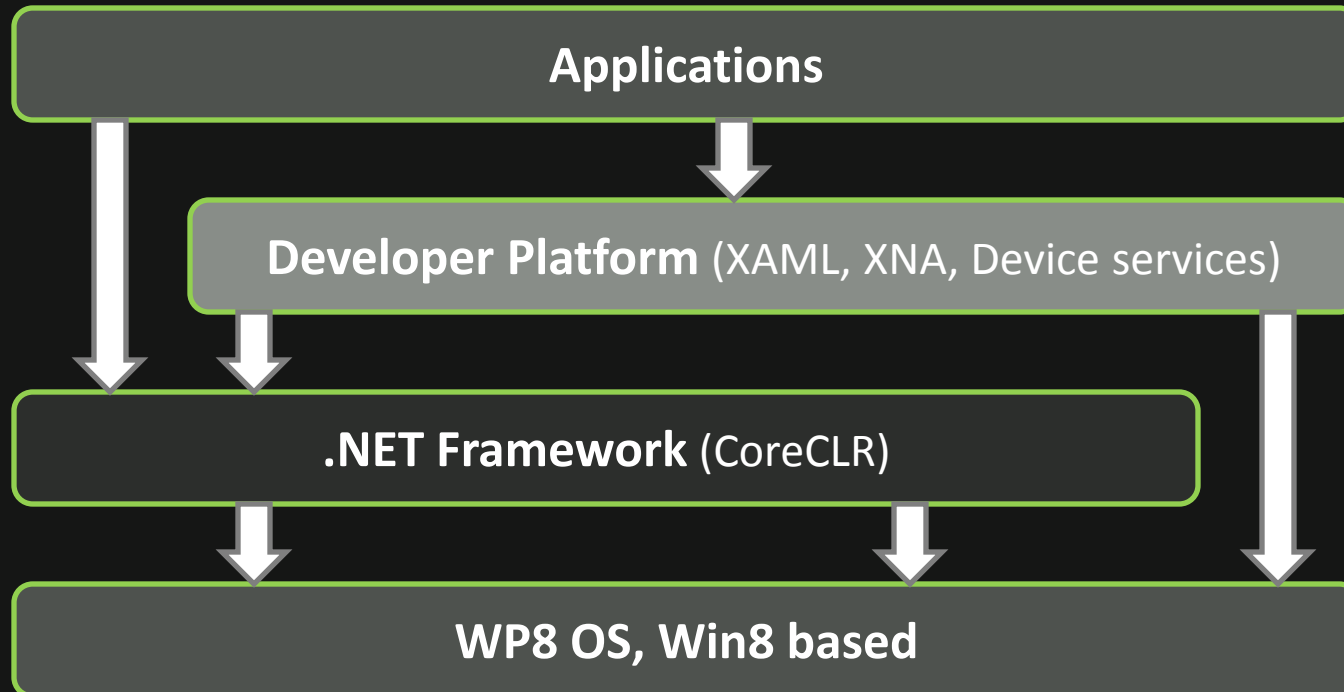 Applications
Developer Platform (XAML, XNA, Device services)
.NET Framework (CoreCLR)
WP8 OS, Win8 based